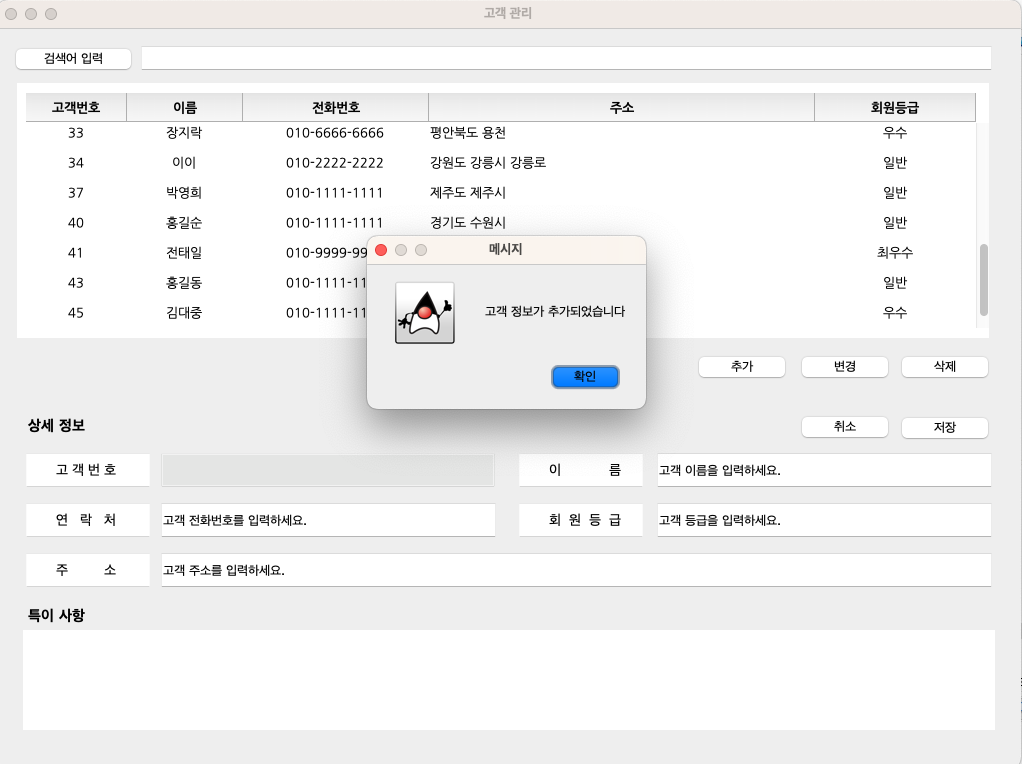 고객 관리
검색어 입력
고객번호 이름 전화번호 주소 회원등급
33 장지락 010-6666-6666 평안북도 용천 우수
34 이이 010-2222-2222 강원도 강릉시 강릉로 일반
37 박영희 010-1111-1111 제주도 제주시 일반
40 홍길순 010-1111-1111 경기도 수원시 일반
41 전태일 010-9999-99 최우수
43 홍길동 010-1111-11 일반
45 김대중 010-1111-11 우수
메시지
고객 정보가 추가되었습니다
확인
추가 변경 삭제
상세 정보 취소 저장
고객번호 이 름 고객 이름을 입력하세요.
연 락 처 고객 전화번호를 입력하세요. 회 원 등 급 고객 등급을 입력하세요.
주 소 고객 주소를 입력하세요.
특이 사항